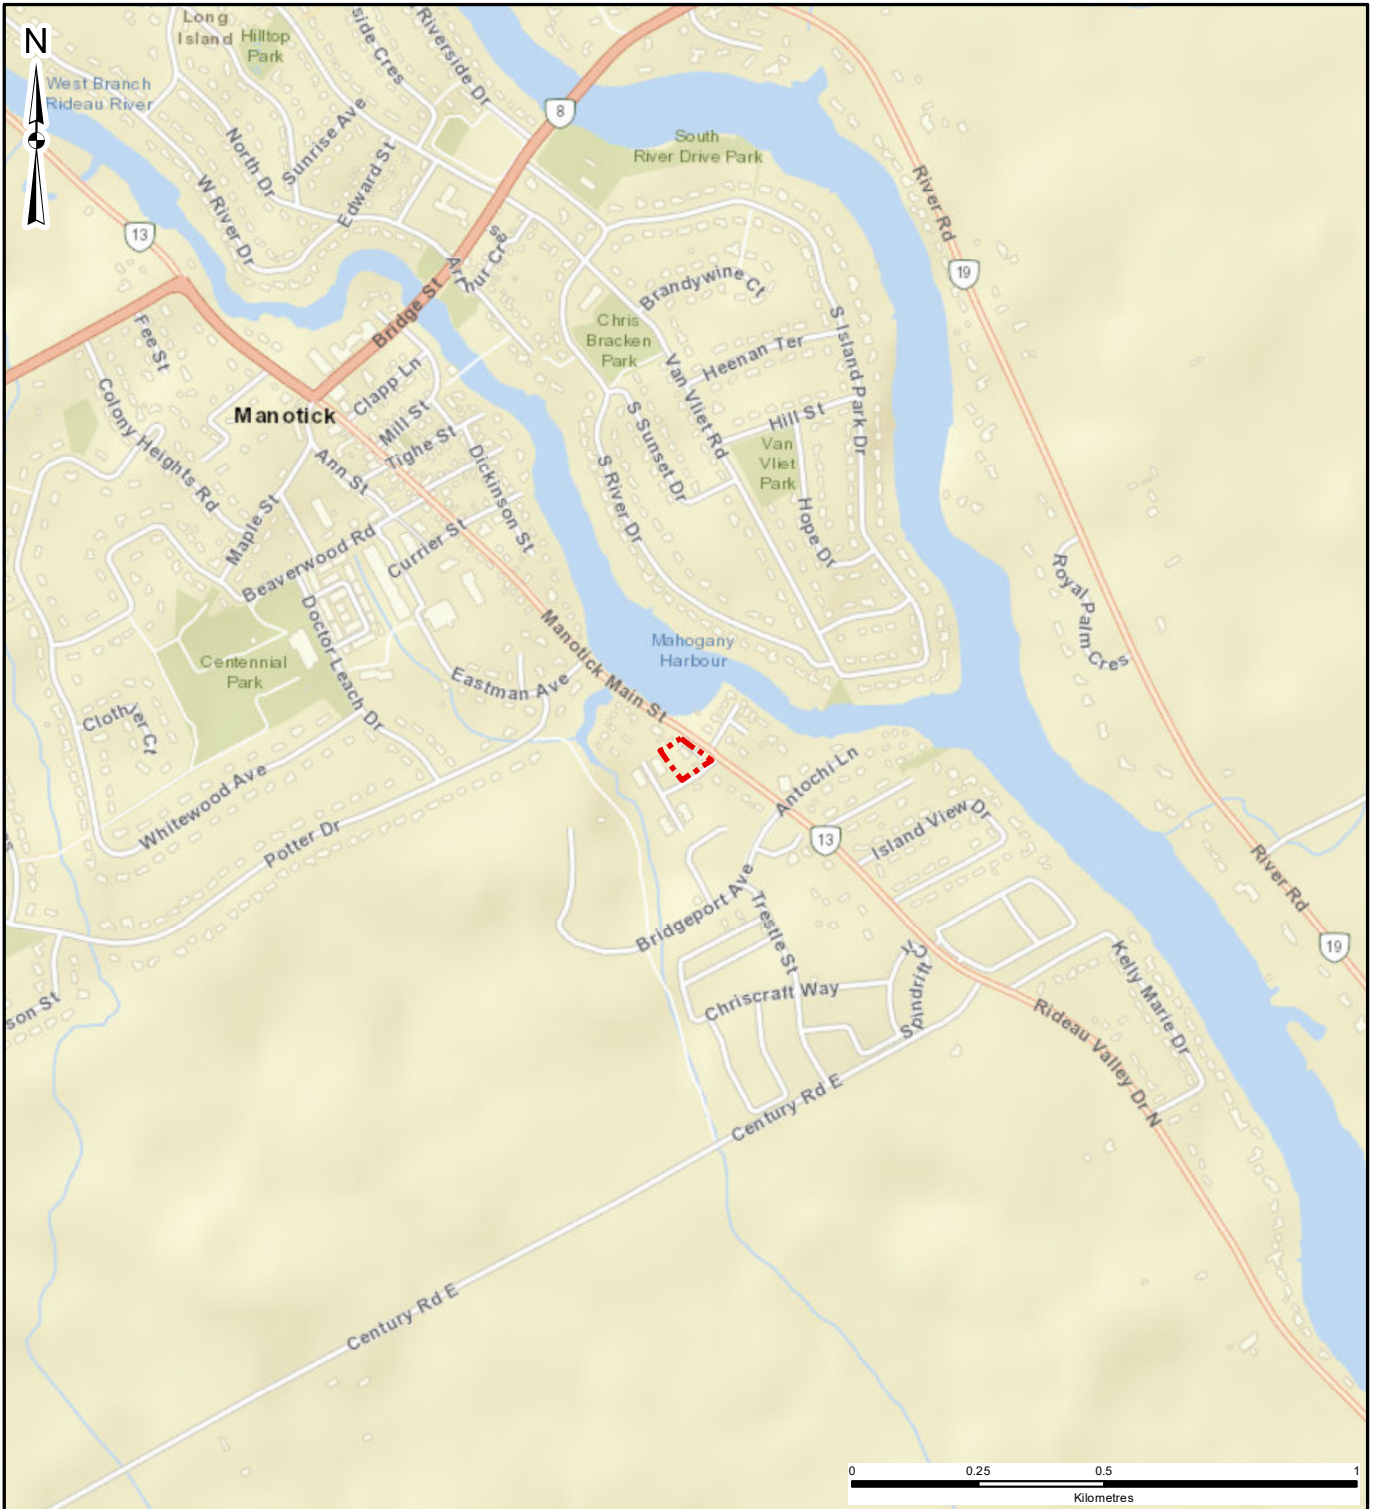 N
Long
Island
Hilltop
Park
side Cres
Riverside Dr
West Branch
Rideau River
8
South
River Drive Park
North Dr
Sunrise Ave
Edward St
W River Dr
River Rd
13
Arthur Cres
19
Brandywine Ct
Bridge St
Fee St
Chris
Bracken
Park
S Island Park Dr
Heenan Ter
Van Vliet Rd
Clapp Ln
Colony Heights Rd
Manotick
Mill St
Hill St
S Sunset Dr
Tighe St
Ann St
Van
Vliet
Park
Dickinson St
S River Dr
Maple St
Hope Dr
Currier St
Beaverwood Rd
Royal Palm Cres
Doctor Leach Dr
Manotick Main St
Mahogany
Harbour
Centennial
Park
Eastman Ave
Clothyer Ct
Antochi Ln
Whitewood Ave
Potter Dr
13
Island View Dr
River Rd
Bridgeport Ave
Trestle St
19
Kelly Marie Dr
son St
Chriscraft Way
Spindrift Cir
Rideau Valley Dr N
Century Rd E
Century Rd E
0 0.25 0.5 1
Kilometres